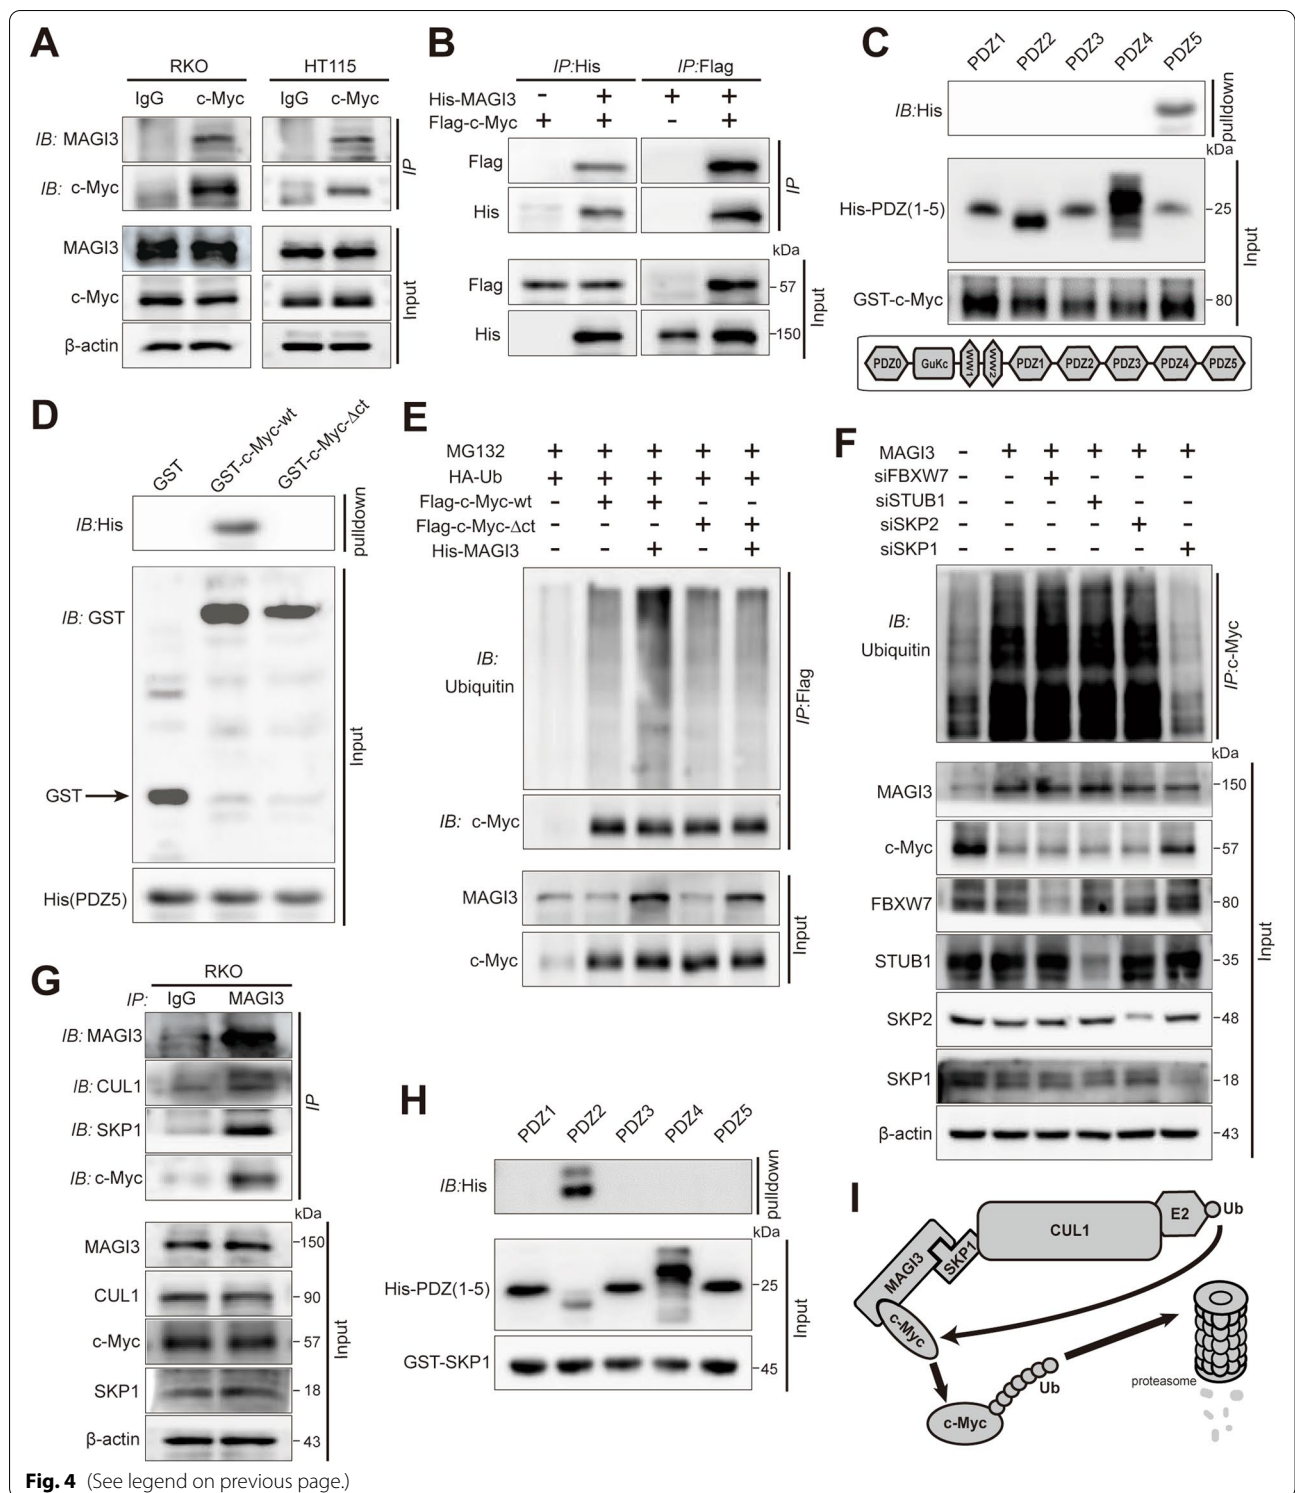 A
RKO
HT115
IgG c-Myc IgG c-Myc
IB: MAGI3
IB: c-Myc
IP
MAGI3
c-Myc
β-actin
Input
B
IP:His IP:Flag
His-MAGI3 - + + +
Flag-c-Myc + + - +
Flag
His
IP
kDa
Flag -57
His -150
Input
C
PDZ1 PDZ2 PDZ3 PDZ4 PDZ5
IB:His
pulldown
kDa
His-PDZ(1-5) -25
GST-c-Myc -80
Input
PDZ0 GuKc WW1 WW2 PDZ1 PDZ2 PDZ3 PDZ4 PDZ5
D
GST GST-c-Myc-wt GST-c-Myc-Δct
IB:His
pulldown
IB: GST
GST
His(PDZ5)
Input
E
MG132 + + + + +
HA-Ub + + + + +
Flag-c-Myc-wt - + + - -
Flag-c-Myc-Δct - - - + +
His-MAGI3 - - + - +
IB:
Ubiquitin
IB: c-Myc
IP:Flag
MAGI3
c-Myc
Input
F
MAGI3 - + + + + +
siFBXW7 - - + - - -
siSTUB1 - - - + - -
siSKP2 - - - - + -
siSKP1 - - - - - +
IB:
Ubiquitin
IP:c-Myc
kDa
MAGI3 -150
c-Myc -57
FBXW7 -80
STUB1 -35
SKP2 -48
SKP1 -18
β-actin -43
Input
G
RKO
IP: IgG MAGI3
IB: MAGI3
IB: CUL1
IB: SKP1
IB: c-Myc
IP
kDa
MAGI3 -150
CUL1 -90
c-Myc -57
SKP1 -18
β-actin -43
Input
H
PDZ1 PDZ2 PDZ3 PDZ4 PDZ5
IB:His
pulldown
kDa
His-PDZ(1-5) -25
GST-SKP1 -45
Input
I
MAGI3
SKP1
CUL1
E2
Ub
c-Myc
c-Myc
Ub
proteasome
Fig. 4 (See legend on previous page.)